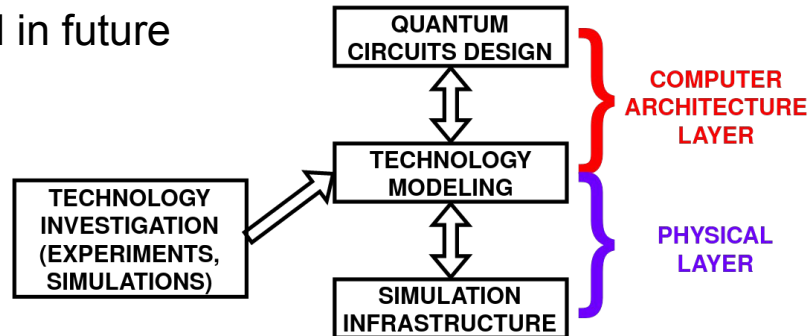 in future
QUANTUM
CIRCUITS DESIGN
COMPUTER
ARCHITECTURE
LAYER
TECHNOLOGY
MODELING
TECHNOLOGY
INVESTIGATION
(EXPERIMENTS,
SIMULATIONS)
PHYSICAL
LAYER
SIMULATION
INFRASTRUCTURE